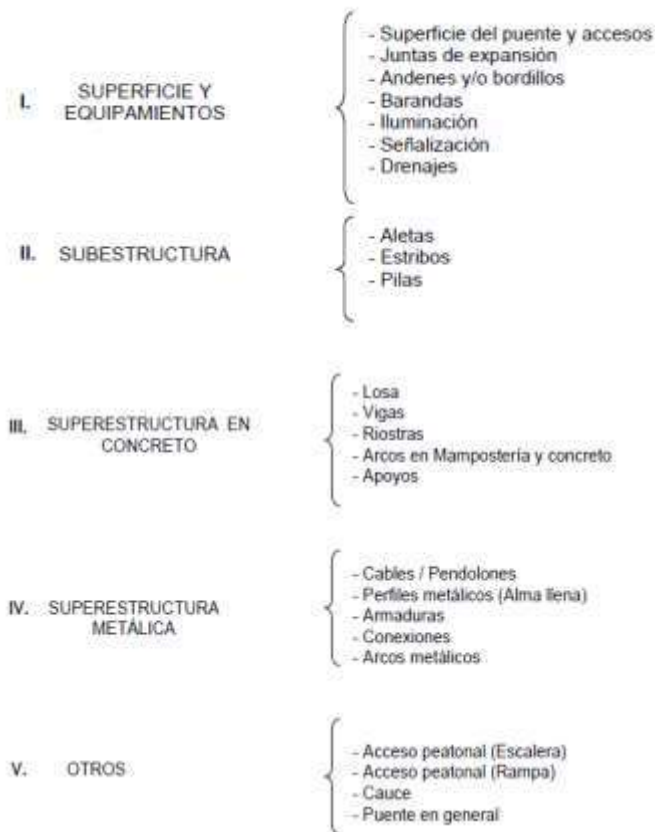 I. SUPERFICIE Y
EQUIPAMIENTOS
- Superficie del puente y accesos
- Juntas de expansión
- Andenes y/o bordillos
- Barandas
- Iluminación
- Señalización
- Drenajes
II. SUBESTRUCTURA
- Aletas
- Estribos
- Pilas
III. SUPERESTRUCTURA EN
CONCRETO
- Losa
- Vigas
- Riostras
- Arcos en Mampostería y concreto
- Apoyos
IV. SUPERESTRUCTURA
METÁLICA
- Cables / Pendolones
- Perfiles metálicos (Alma llena)
- Armaduras
- Conexiones
- Arcos metálicos
V. OTROS
- Acceso peatonal (Escalera)
- Acceso peatonal (Rampa)
- Cauce
- Puente en general